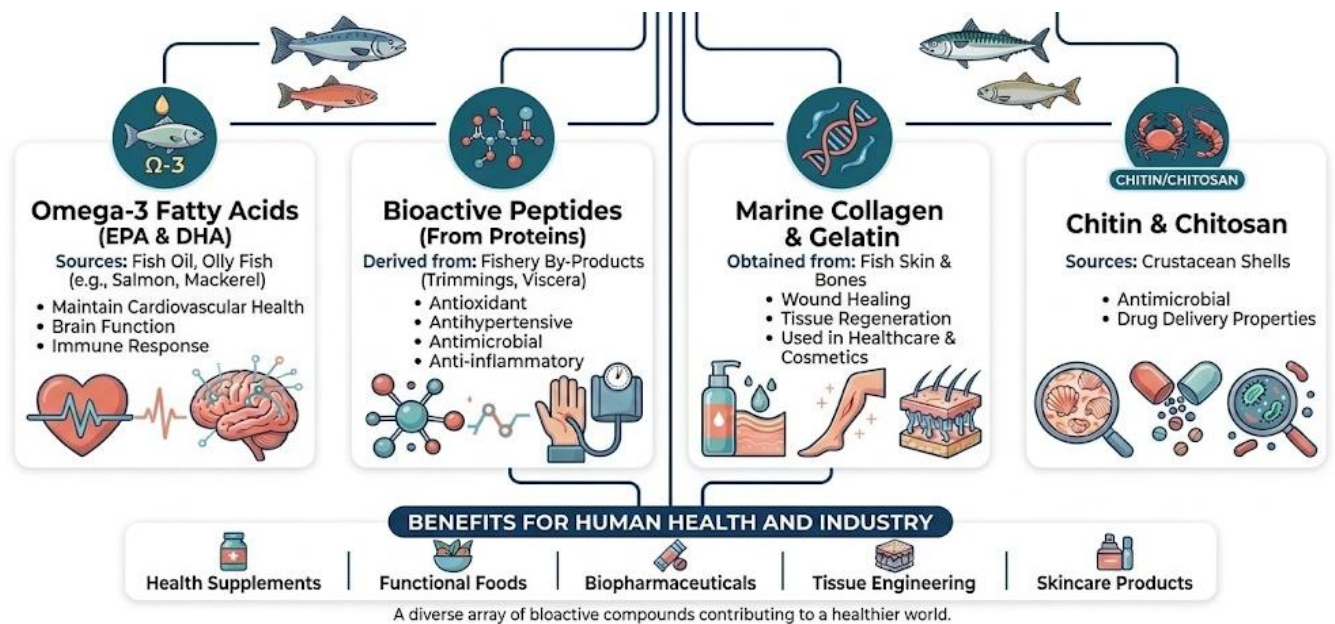 Ω-3
Omega-3 Fatty Acids
(EPA & DHA)
Sources: Fish Oil, Olly Fish
(e.g., Salmon, Mackerel)
• Maintain Cardiovascular Health
• Brain Function
• Immune Response
Bioactive Peptides
(From Proteins)
Derived from: Fishery By-Products
(Trimmings, Viscera)
• Antioxidant
• Antihypertensive
• Antimicrobial
• Anti-inflammatory
Marine Collagen
& Gelatin
Obtained from: Fish Skin &
Bones
• Wound Healing
• Tissue Regeneration
• Used in Healthcare &
Cosmetics
CHITIN/CHITOSAN
Chitin & Chitosan
Sources: Crustacean Shells
• Antimicrobial
• Drug Delivery Properties
BENEFITS FOR HUMAN HEALTH AND INDUSTRY
Health Supplements
Functional Foods
Biopharmaceuticals
Tissue Engineering
Skincare Products
A diverse array of bioactive compounds contributing to a healthier world.